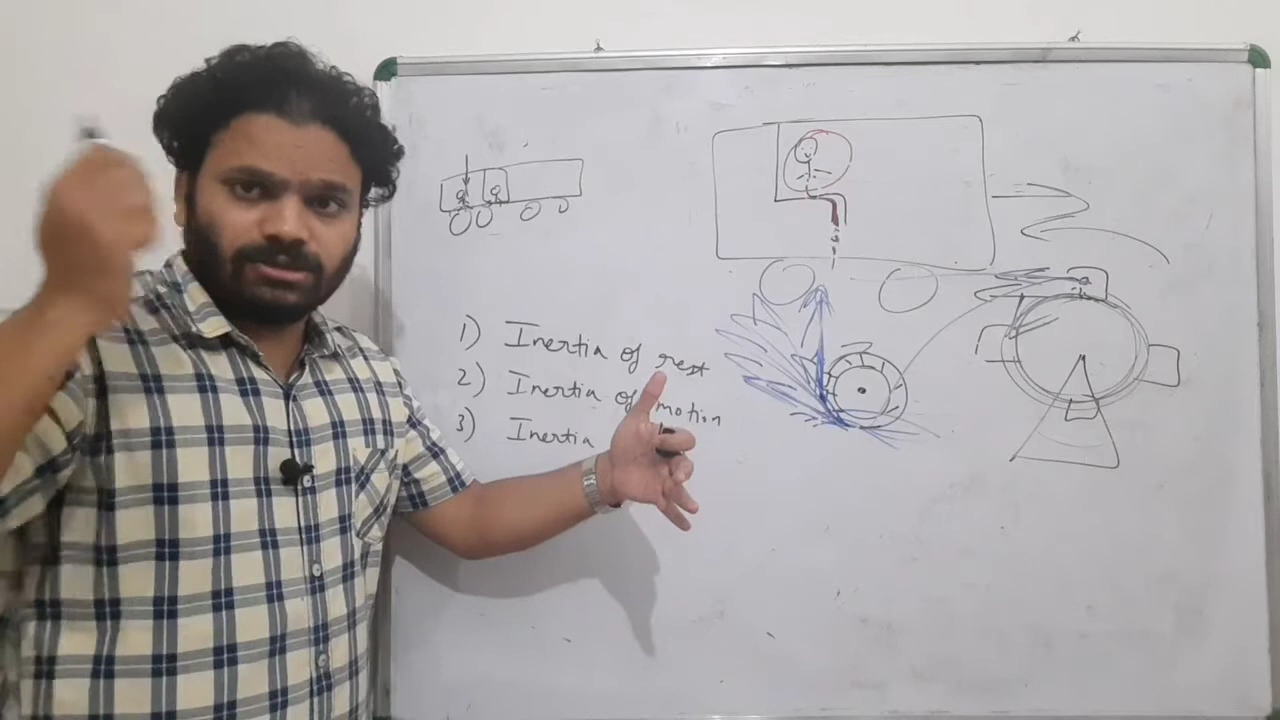 1) Inertia of rest
2) Inertia of motion
3) Inertia